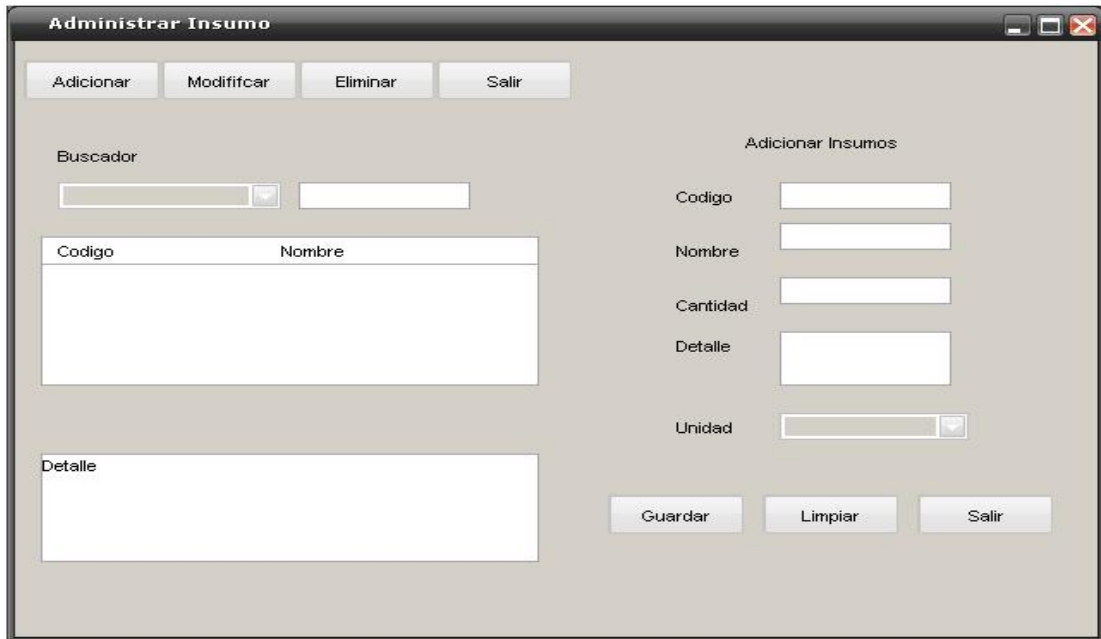 Administrar Insumo
Adicionar Modififcar Eliminar Salir
Buscador
Codigo Nombre
Detalle
Adicionar Insumos
Codigo
Nombre
Cantidad
Detalle
Unidad
Guardar Limpiar Salir